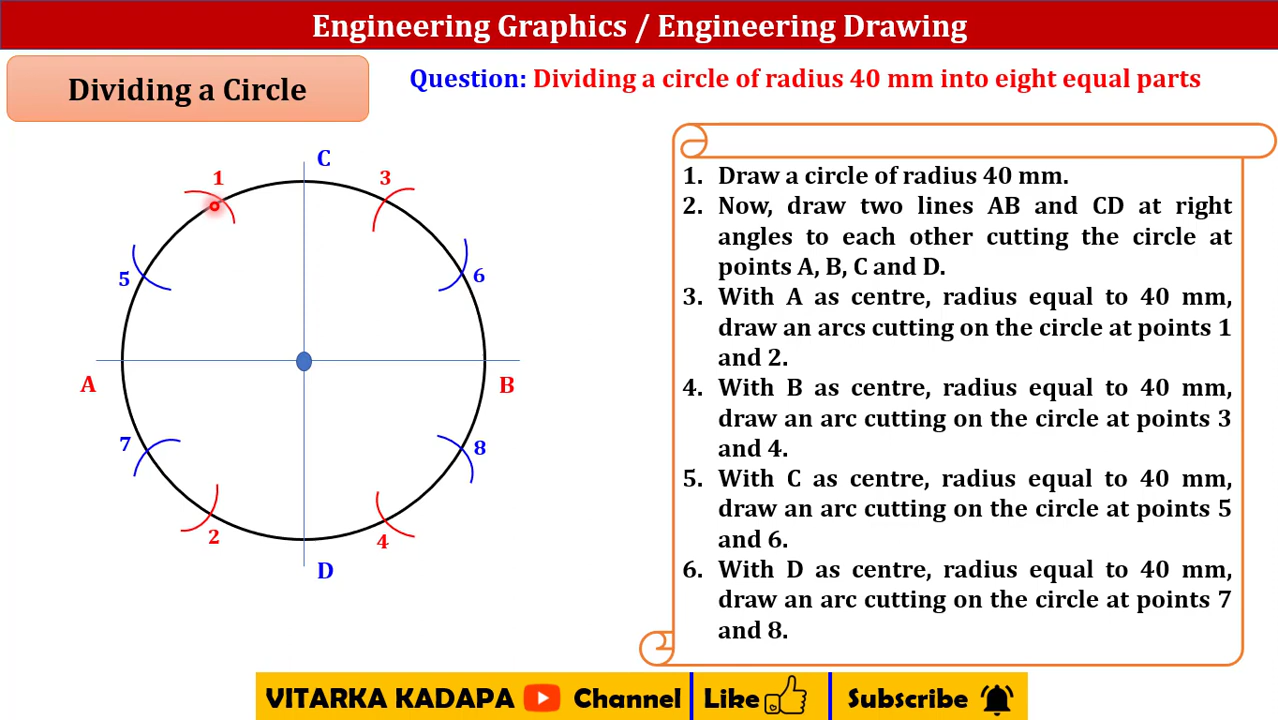 Engineering Graphics / Engineering Drawing
Dividing a Circle
Question: Dividing a circle of radius 40 mm into eight equal parts
C
1
3
5
6
A
B
7
8
2
4
D
1. Draw a circle of radius 40 mm.
2. Now, draw two lines AB and CD at right
angles to each other cutting the circle at
points A, B, C and D.
3. With A as centre, radius equal to 40 mm,
draw an arcs cutting on the circle at points 1
and 2.
4. With B as centre, radius equal to 40 mm,
draw an arc cutting on the circle at points 3
and 4.
5. With C as centre, radius equal to 40 mm,
draw an arc cutting on the circle at points 5
and 6.
6. With D as centre, radius equal to 40 mm,
draw an arc cutting on the circle at points 7
and 8.
VITARKA KADAPA Channel Like Subscribe